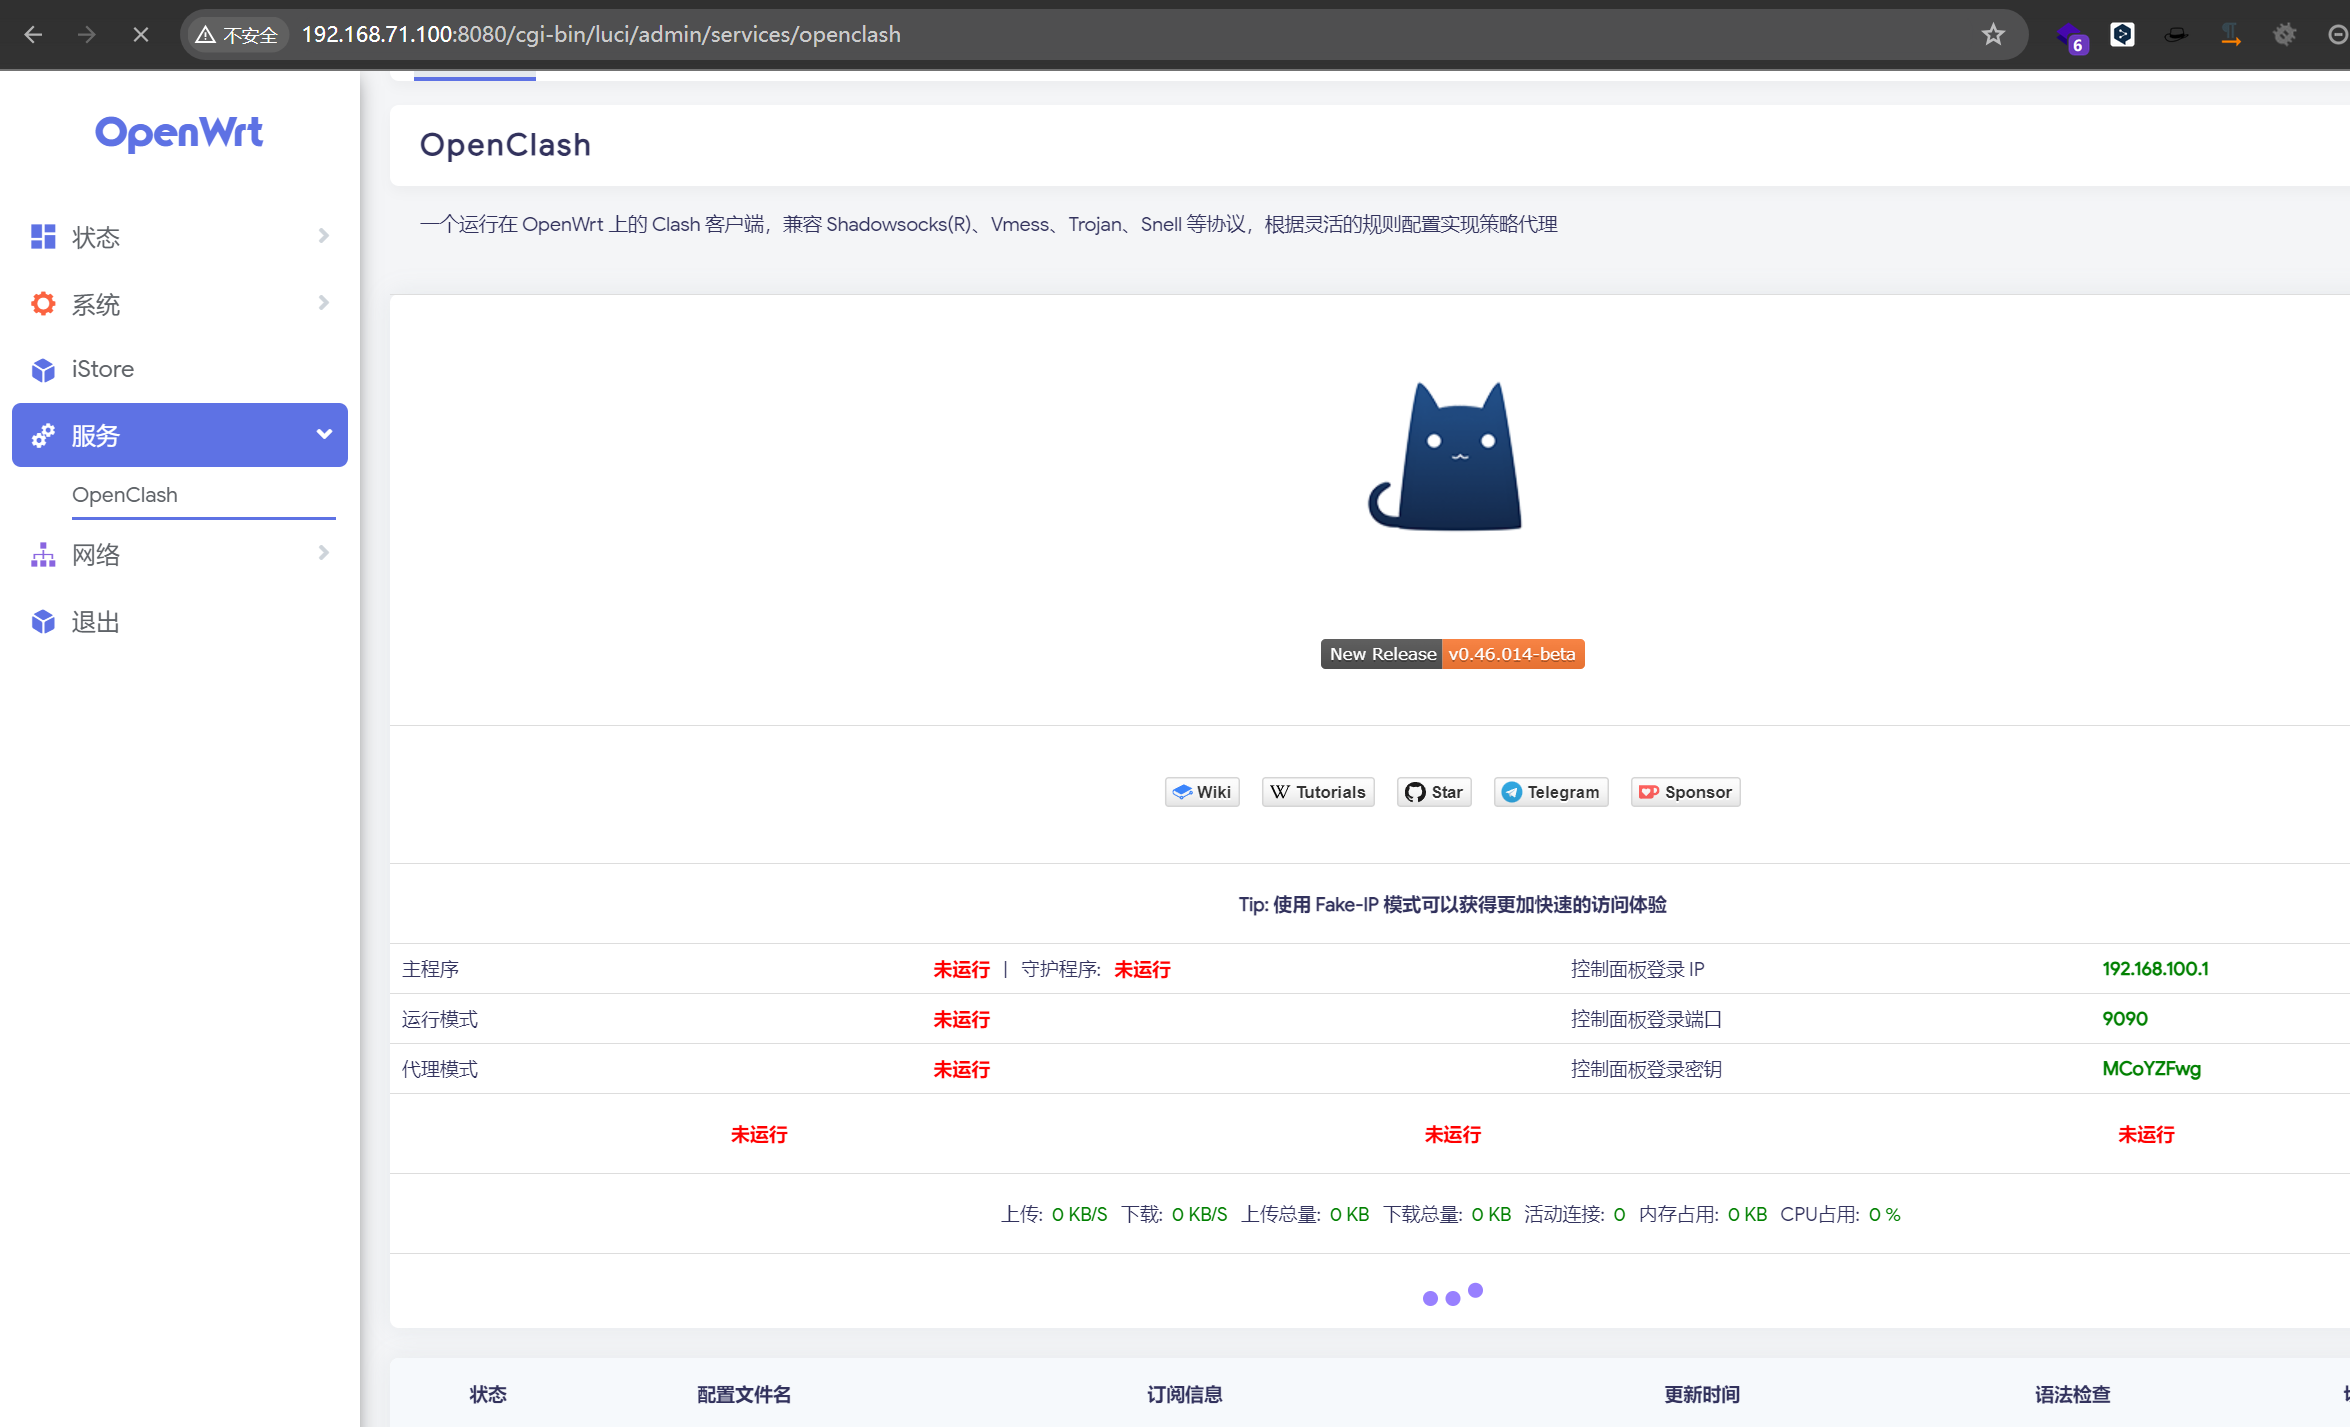 不安全 192.168.71.100:8080/cgi-bin/luci/admin/services/openclash
6
OpenWrt
状态
系统
iStore
服务
OpenClash
网络
退出
OpenClash
一个运行在 OpenWrt 上的 Clash 客户端，兼容 Shadowsocks(R)、Vmess、Trojan、Snell 等协议，根据灵活的规则配置实现策略代理
New Release v0.46.014-beta
Wiki Tutorials Star Telegram Sponsor
Tip: 使用 Fake-IP 模式可以获得更加快速的访问体验
主程序 未运行 | 守护程序: 未运行 控制面板登录 IP 192.168.100.1
运行模式 未运行 控制面板登录端口 9090
代理模式 未运行 控制面板登录密钥 MCoYZFwg
未运行 未运行 未运行
上传: 0 KB/S 下载: 0 KB/S 上传总量: 0 KB 下载总量: 0 KB 活动连接: 0 内存占用: 0 KB CPU占用: 0 %
状态 配置文件名 订阅信息 更新时间 语法检查